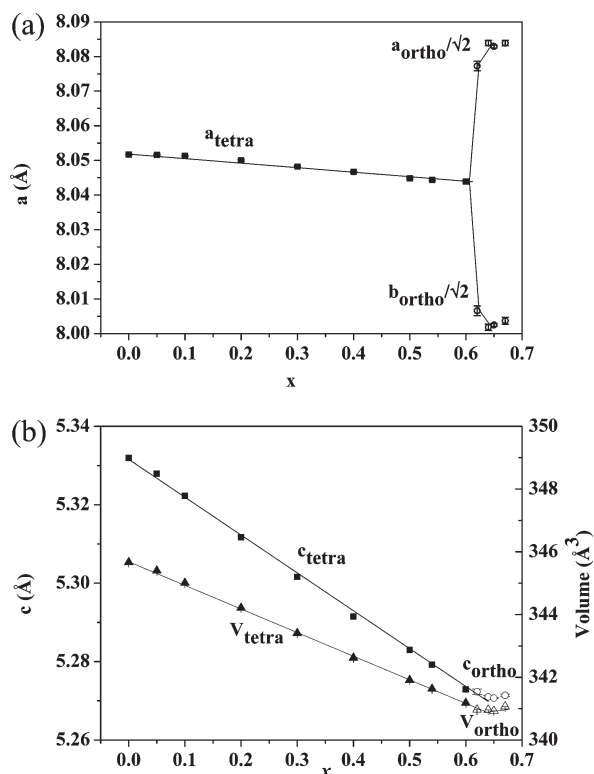 (a)
8.09
8.08
8.07
8.06
8.05
8.04
8.03
8.02
8.01
8.00
a (Å)
a_ortho/√2
a_tetra
b_ortho/√2
0.0 0.1 0.2 0.3 0.4 0.5 0.6 0.7
x
(b)
5.34
5.32
5.30
5.28
5.26
c (Å)
350
348
346
344
342
340
Volume (Å³)
c_tetra
V_tetra
c_ortho
V_ortho
0.0 0.1 0.2 0.3 0.4 0.5 0.6 0.7
x